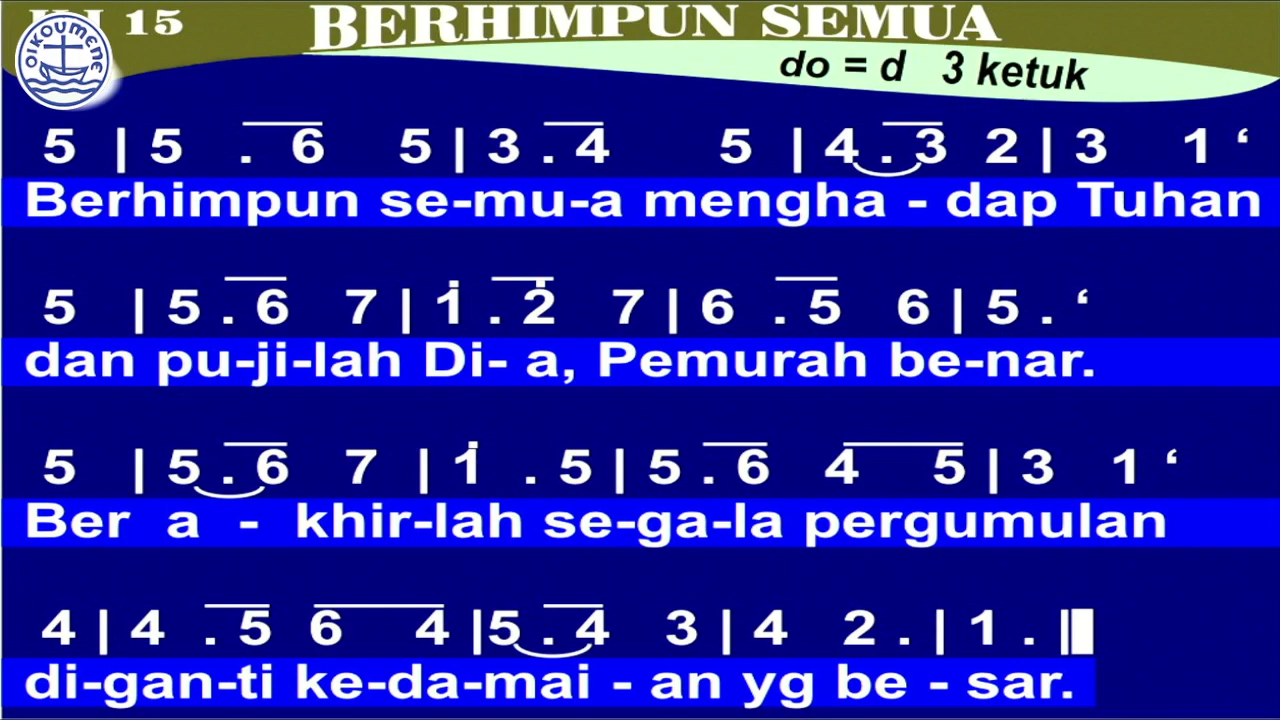 KJ 15 BERHIMPUN SEMUA
OIKOUMENE
do = d 3 ketuk
5 | 5 . 6 5 | 3 . 4 5 | 4 . 3 2 | 3 1 ‘
Berhimpun se-mu-a mengha - dap Tuhan
5 | 5 . 6 7 | 1̇ . 2̇ 7 | 6 . 5 6 | 5 . ‘
dan pu-ji-lah Di- a, Pemurah be-nar.
5 | 5 . 6 7 | 1̇ . 5 | 5 . 6 4 5 | 3 1 ‘
Ber a - khir-lah se-ga-la pergumulan
4 | 4 . 5 6 4 | 5 . 4 3 | 4 2 . | 1 . ||
di-gan-ti ke-da-mai - an yg be - sar.